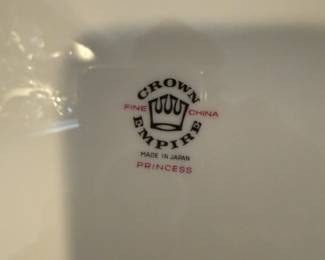 CROWN
FINE CHINA
EMPIRE
MADE IN JAPAN
PRINCESS